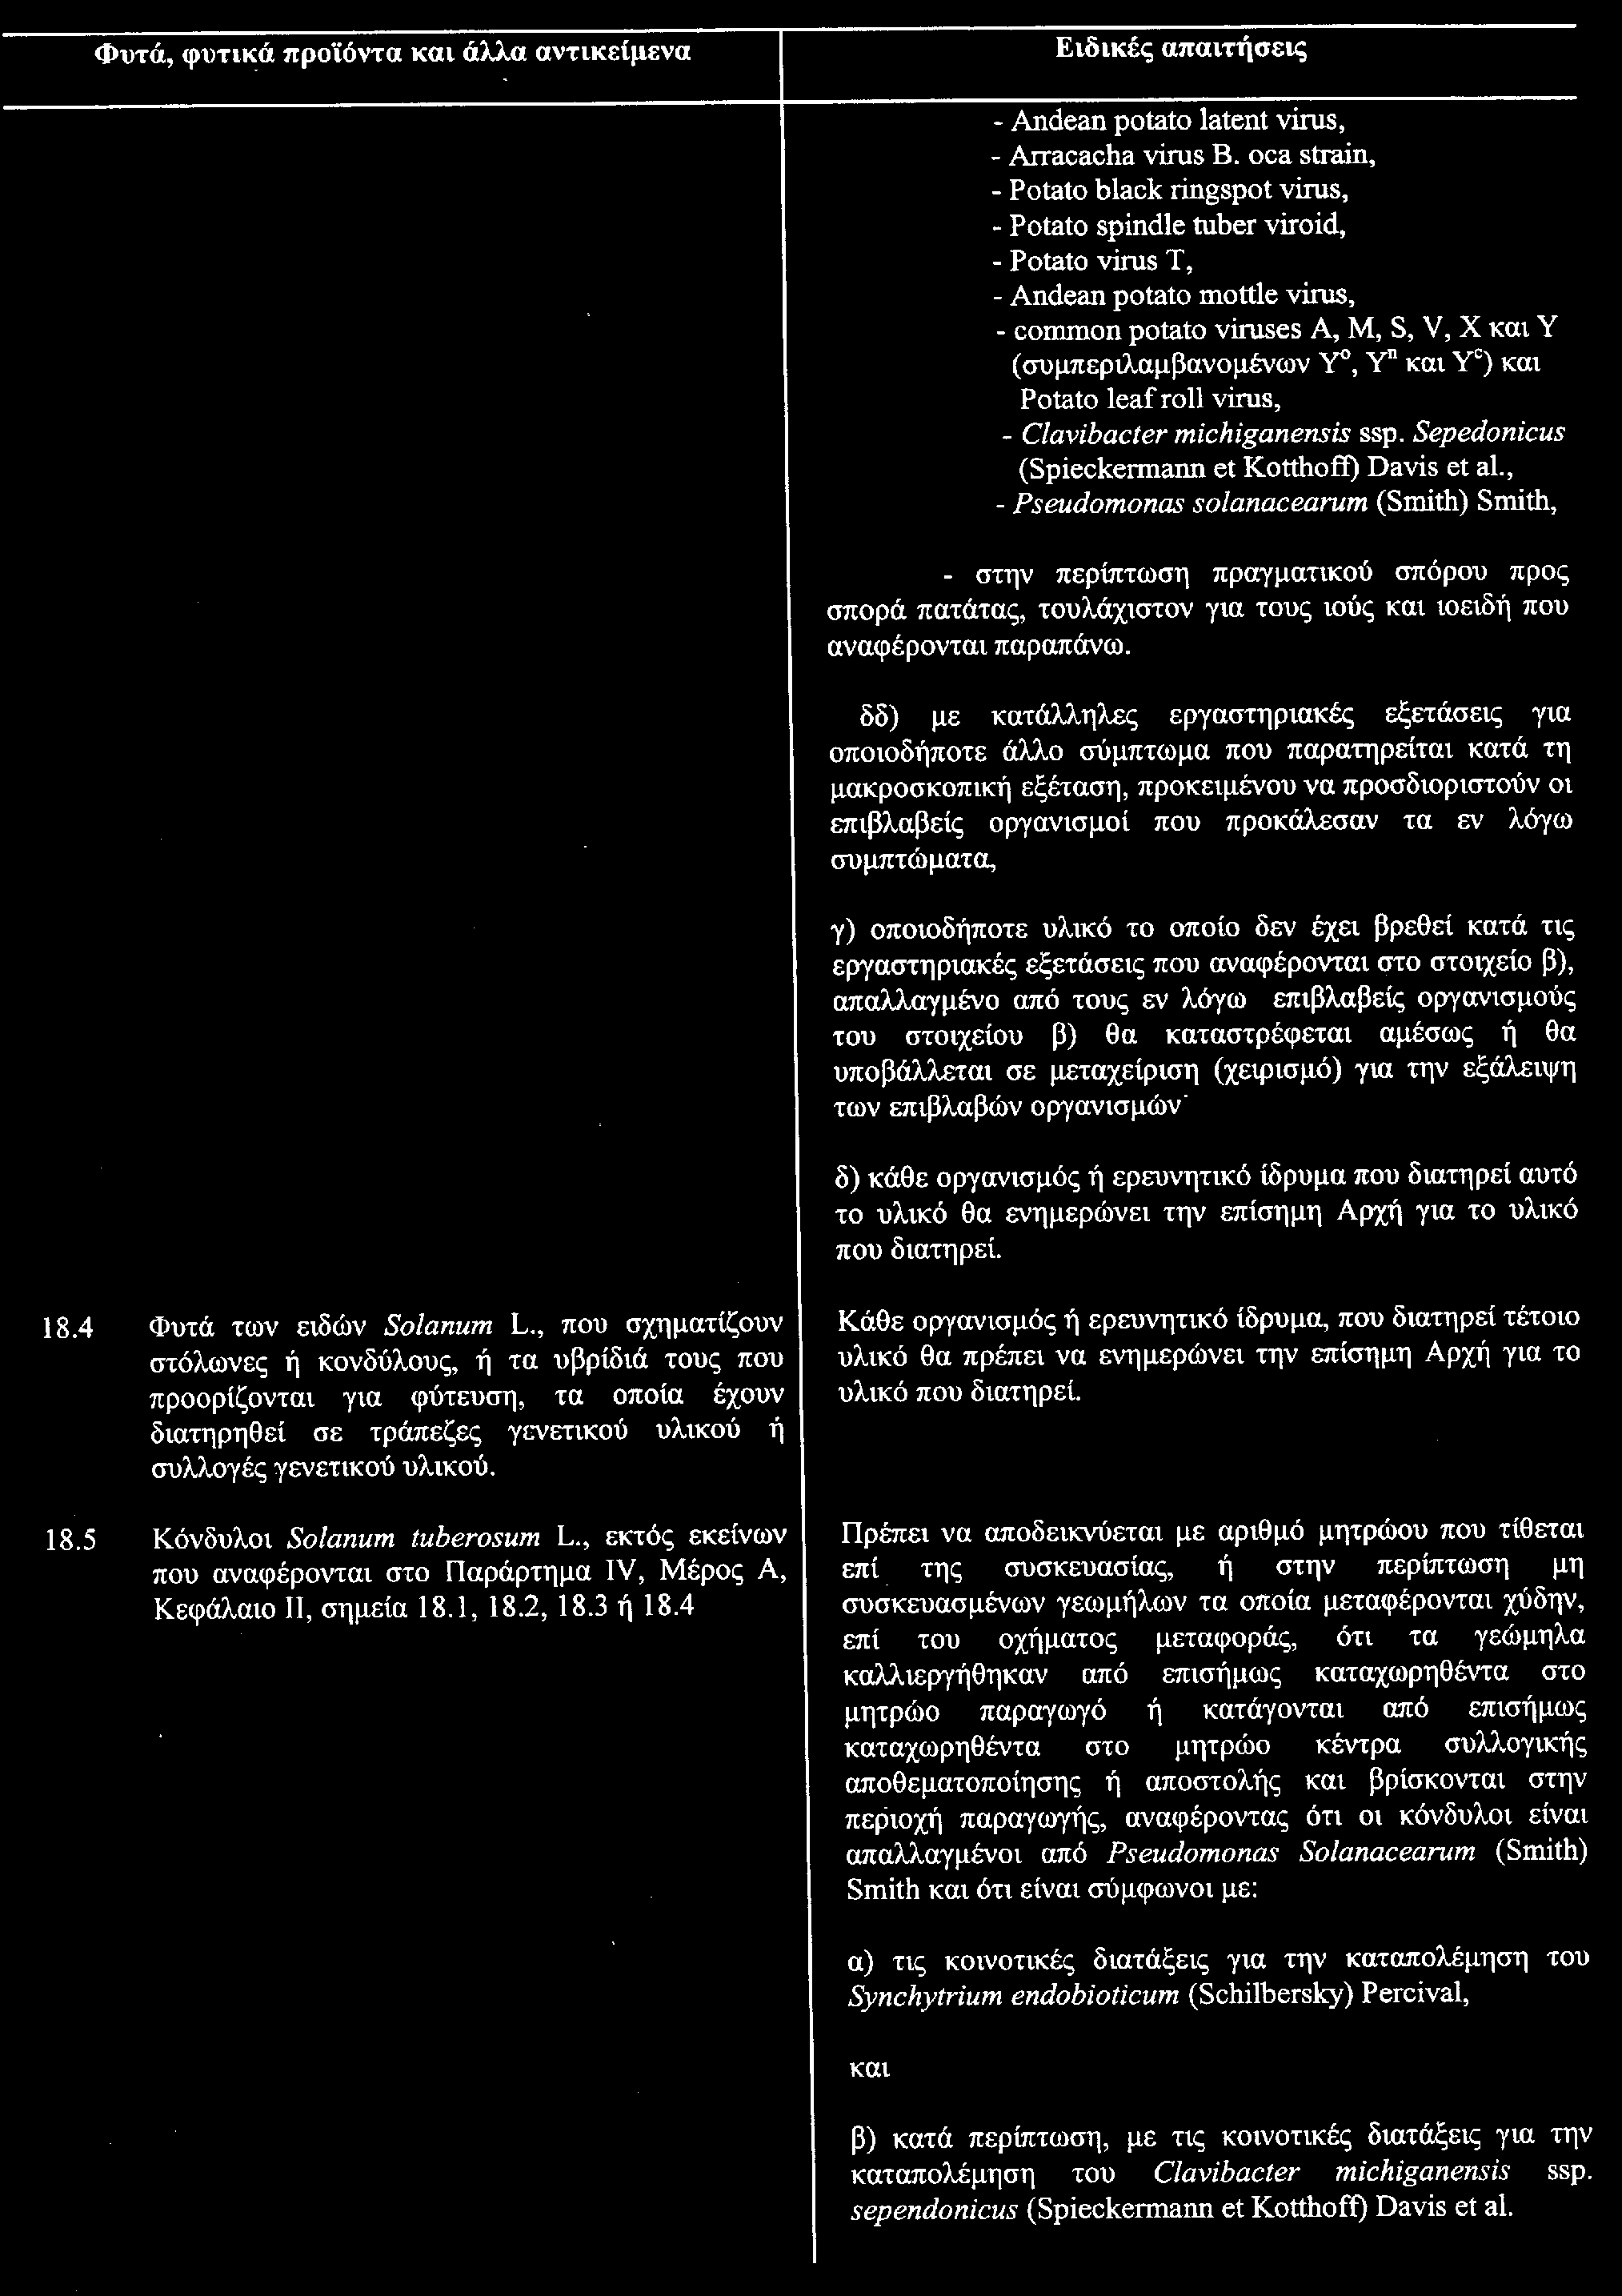 Φυτά, φυτικά προϊόντα και άλλα αντικείμενα
Ειδικές απαιτήσεις
- Andean potato latent virus,
- Arracacha virus B. oca strain,
- Potato black ringspot virus,
- Potato spindle tuber viroid,
- Potato virus T,
- Andean potato mottle virus,
- common potato viruses A, M, S, V, X και Y
(συμπεριλαμβανομένων Yº, Yⁿ και Yᶜ) και
Potato leaf roll virus,
- Clavibacter michiganensis ssp. Sepedonicus
(Spieckermann et Kotthoff) Davis et al.,
- Pseudomonas solanacearum (Smith) Smith,
- στην περίπτωση πραγματικού σπόρου προς
σπορά πατάτας, τουλάχιστον για τους ιούς και ιοειδή που
αναφέρονται παραπάνω.
δδ) με κατάλληλες εργαστηριακές εξετάσεις για
οποιοδήποτε άλλο σύμπτωμα που παρατηρείται κατά τη
μακροσκοπική εξέταση, προκειμένου να προσδιοριστούν οι
επιβλαβείς οργανισμοί που προκάλεσαν τα εν λόγω
συμπτώματα,
γ) οποιοδήποτε υλικό το οποίο δεν έχει βρεθεί κατά τις
εργαστηριακές εξετάσεις που αναφέρονται στο στοιχείο β),
απαλλαγμένο από τους εν λόγω επιβλαβείς οργανισμούς
του στοιχείου β) θα καταστρέφεται αμέσως ή θα
υποβάλλεται σε μεταχείριση (χειρισμό) για την εξάλειψη
των επιβλαβών οργανισμών·
δ) κάθε οργανισμός ή ερευνητικό ίδρυμα που διατηρεί αυτό
το υλικό θα ενημερώνει την επίσημη Αρχή για το υλικό
που διατηρεί.
18.4 Φυτά των ειδών Solanum L., που σχηματίζουν
στόλωνες ή κονδύλους, ή τα υβρίδιά τους που
προορίζονται για φύτευση, τα οποία έχουν
διατηρηθεί σε τράπεζες γενετικού υλικού ή
συλλογές γενετικού υλικού.
Κάθε οργανισμός ή ερευνητικό ίδρυμα, που διατηρεί τέτοιο
υλικό θα πρέπει να ενημερώνει την επίσημη Αρχή για το
υλικό που διατηρεί.
18.5 Κόνδυλοι Solanum tuberosum L., εκτός εκείνων
που αναφέρονται στο Παράρτημα IV, Μέρος Α,
Κεφάλαιο ΙΙ, σημεία 18.1, 18.2, 18.3 ή 18.4
Πρέπει να αποδεικνύεται με αριθμό μητρώου που τίθεται
επί της συσκευασίας, ή στην περίπτωση μη
συσκευασμένων γεωμήλων τα οποία μεταφέρονται χύδην,
επί του οχήματος μεταφοράς, ότι τα γεώμηλα
καλλιεργήθηκαν από επισήμως καταχωρηθέντα στο
μητρώο παραγωγό ή κατάγονται από επισήμως
καταχωρηθέντα στο μητρώο κέντρα συλλογικής
αποθεματοποίησης ή αποστολής και βρίσκονται στην
περιοχή παραγωγής, αναφέροντας ότι οι κόνδυλοι είναι
απαλλαγμένοι από Pseudomonas Solanacearum (Smith)
Smith και ότι είναι σύμφωνοι με:
α) τις κοινοτικές διατάξεις για την καταπολέμηση του
Synchytrium endobioticum (Schilbersky) Percival,
και
β) κατά περίπτωση, με τις κοινοτικές διατάξεις για την
καταπολέμηση του Clavibacter michiganensis ssp.
sependonicus (Spieckermann et Kotthoff) Davis et al.